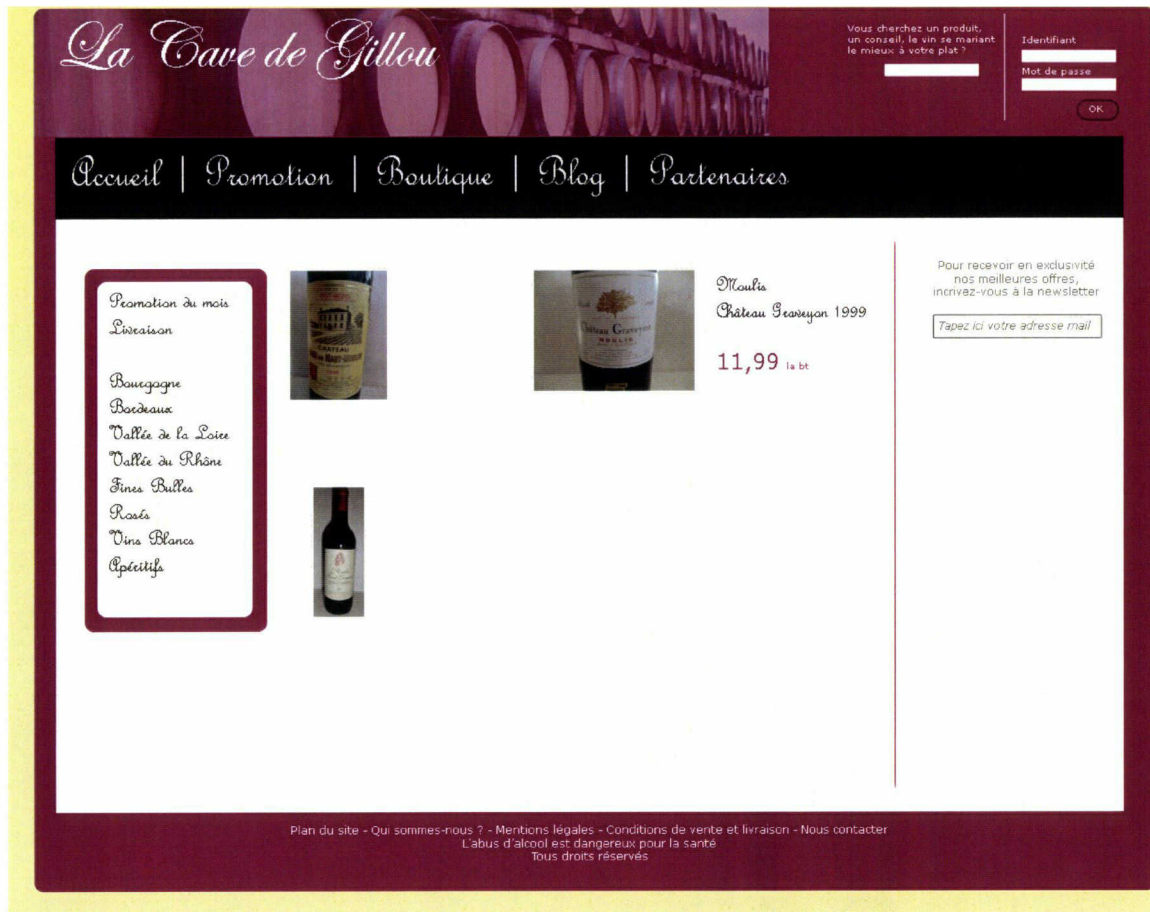 La Cave de Gillou
Vous cherchez un produit,
un conseil, le vin se mariant
le mieux à votre plat ?
Identifiant
Mot de passe
OK
Accueil | Promotion | Boutique | Blog | Partenaires
Promotion du mois
Livraison
Bourgogne
Bordeaux
Vallée de la Loire
Vallée du Rhône
Fines Bulles
Rosés
Vins Blancs
Apéritifs
CHATEAU
Château Graveyron
MOULIS
Moulis
Château Graveyon 1999
11,99 la bt
Pour recevoir en exclusivité
nos meilleures offres,
incrivez-vous à la newsletter
Tapez ici votre adresse mail
Plan du site - Qui sommes-nous ? - Mentions légales - Conditions de vente et livraison - Nous contacter
L'abus d'alcool est dangereux pour la santé
Tous droits réservés